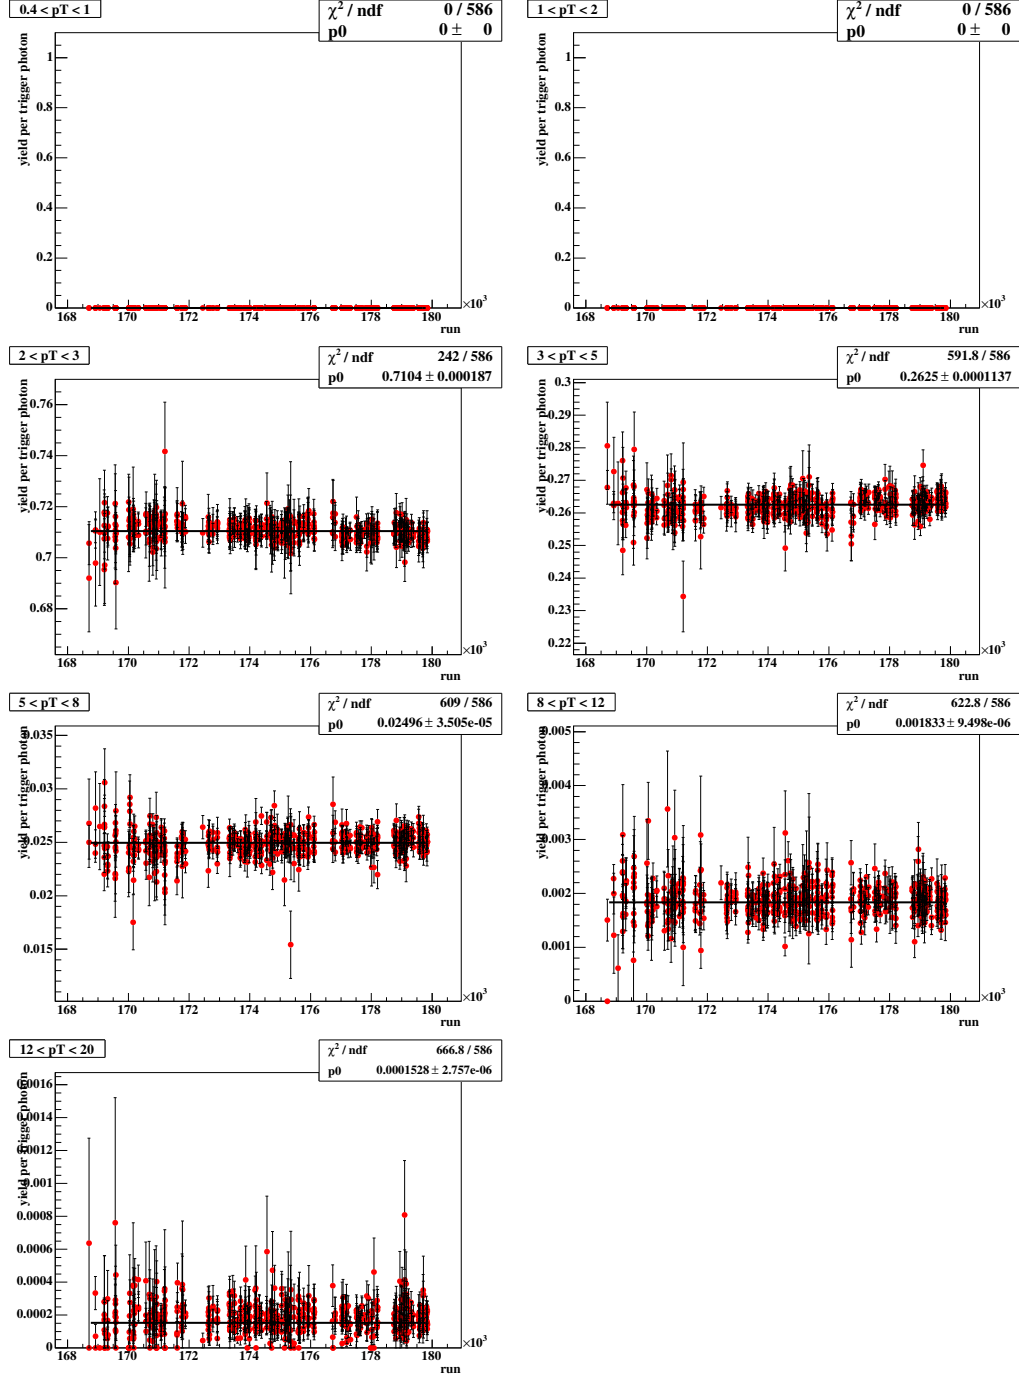 0.4 < pT < 1
χ² / ndf 0 / 586
p0 0 ± 0
yield per trigger photon
1
0.8
0.6
0.4
0.2
0
168 170 172 174 176 178 180
×10³
run
1 < pT < 2
χ² / ndf 0 / 586
p0 0 ± 0
yield per trigger photon
1
0.8
0.6
0.4
0.2
0
168 170 172 174 176 178 180
×10³
run
2 < pT < 3
χ² / ndf 242 / 586
p0 0.7104 ± 0.000187
yield per trigger photon
0.76
0.74
0.72
0.7
0.68
168 170 172 174 176 178 180
×10³
run
3 < pT < 5
χ² / ndf 591.8 / 586
p0 0.2625 ± 0.0001137
yield per trigger photon
0.3
0.29
0.28
0.27
0.26
0.25
0.24
0.23
0.22
168 170 172 174 176 178 180
×10³
run
5 < pT < 8
χ² / ndf 609 / 586
p0 0.02496 ± 3.505e-05
yield per trigger photon
0.035
0.03
0.025
0.02
0.015
168 170 172 174 176 178 180
×10³
run
8 < pT < 12
χ² / ndf 622.8 / 586
p0 0.001833 ± 9.498e-06
yield per trigger photon
0.005
0.004
0.003
0.002
0.001
0
168 170 172 174 176 178 180
×10³
run
12 < pT < 20
χ² / ndf 666.8 / 586
p0 0.0001528 ± 2.757e-06
yield per trigger photon
0.0016
0.0014
0.0012
0.001
0.0008
0.0006
0.0004
0.0002
0
168 170 172 174 176 178 180
×10³
run